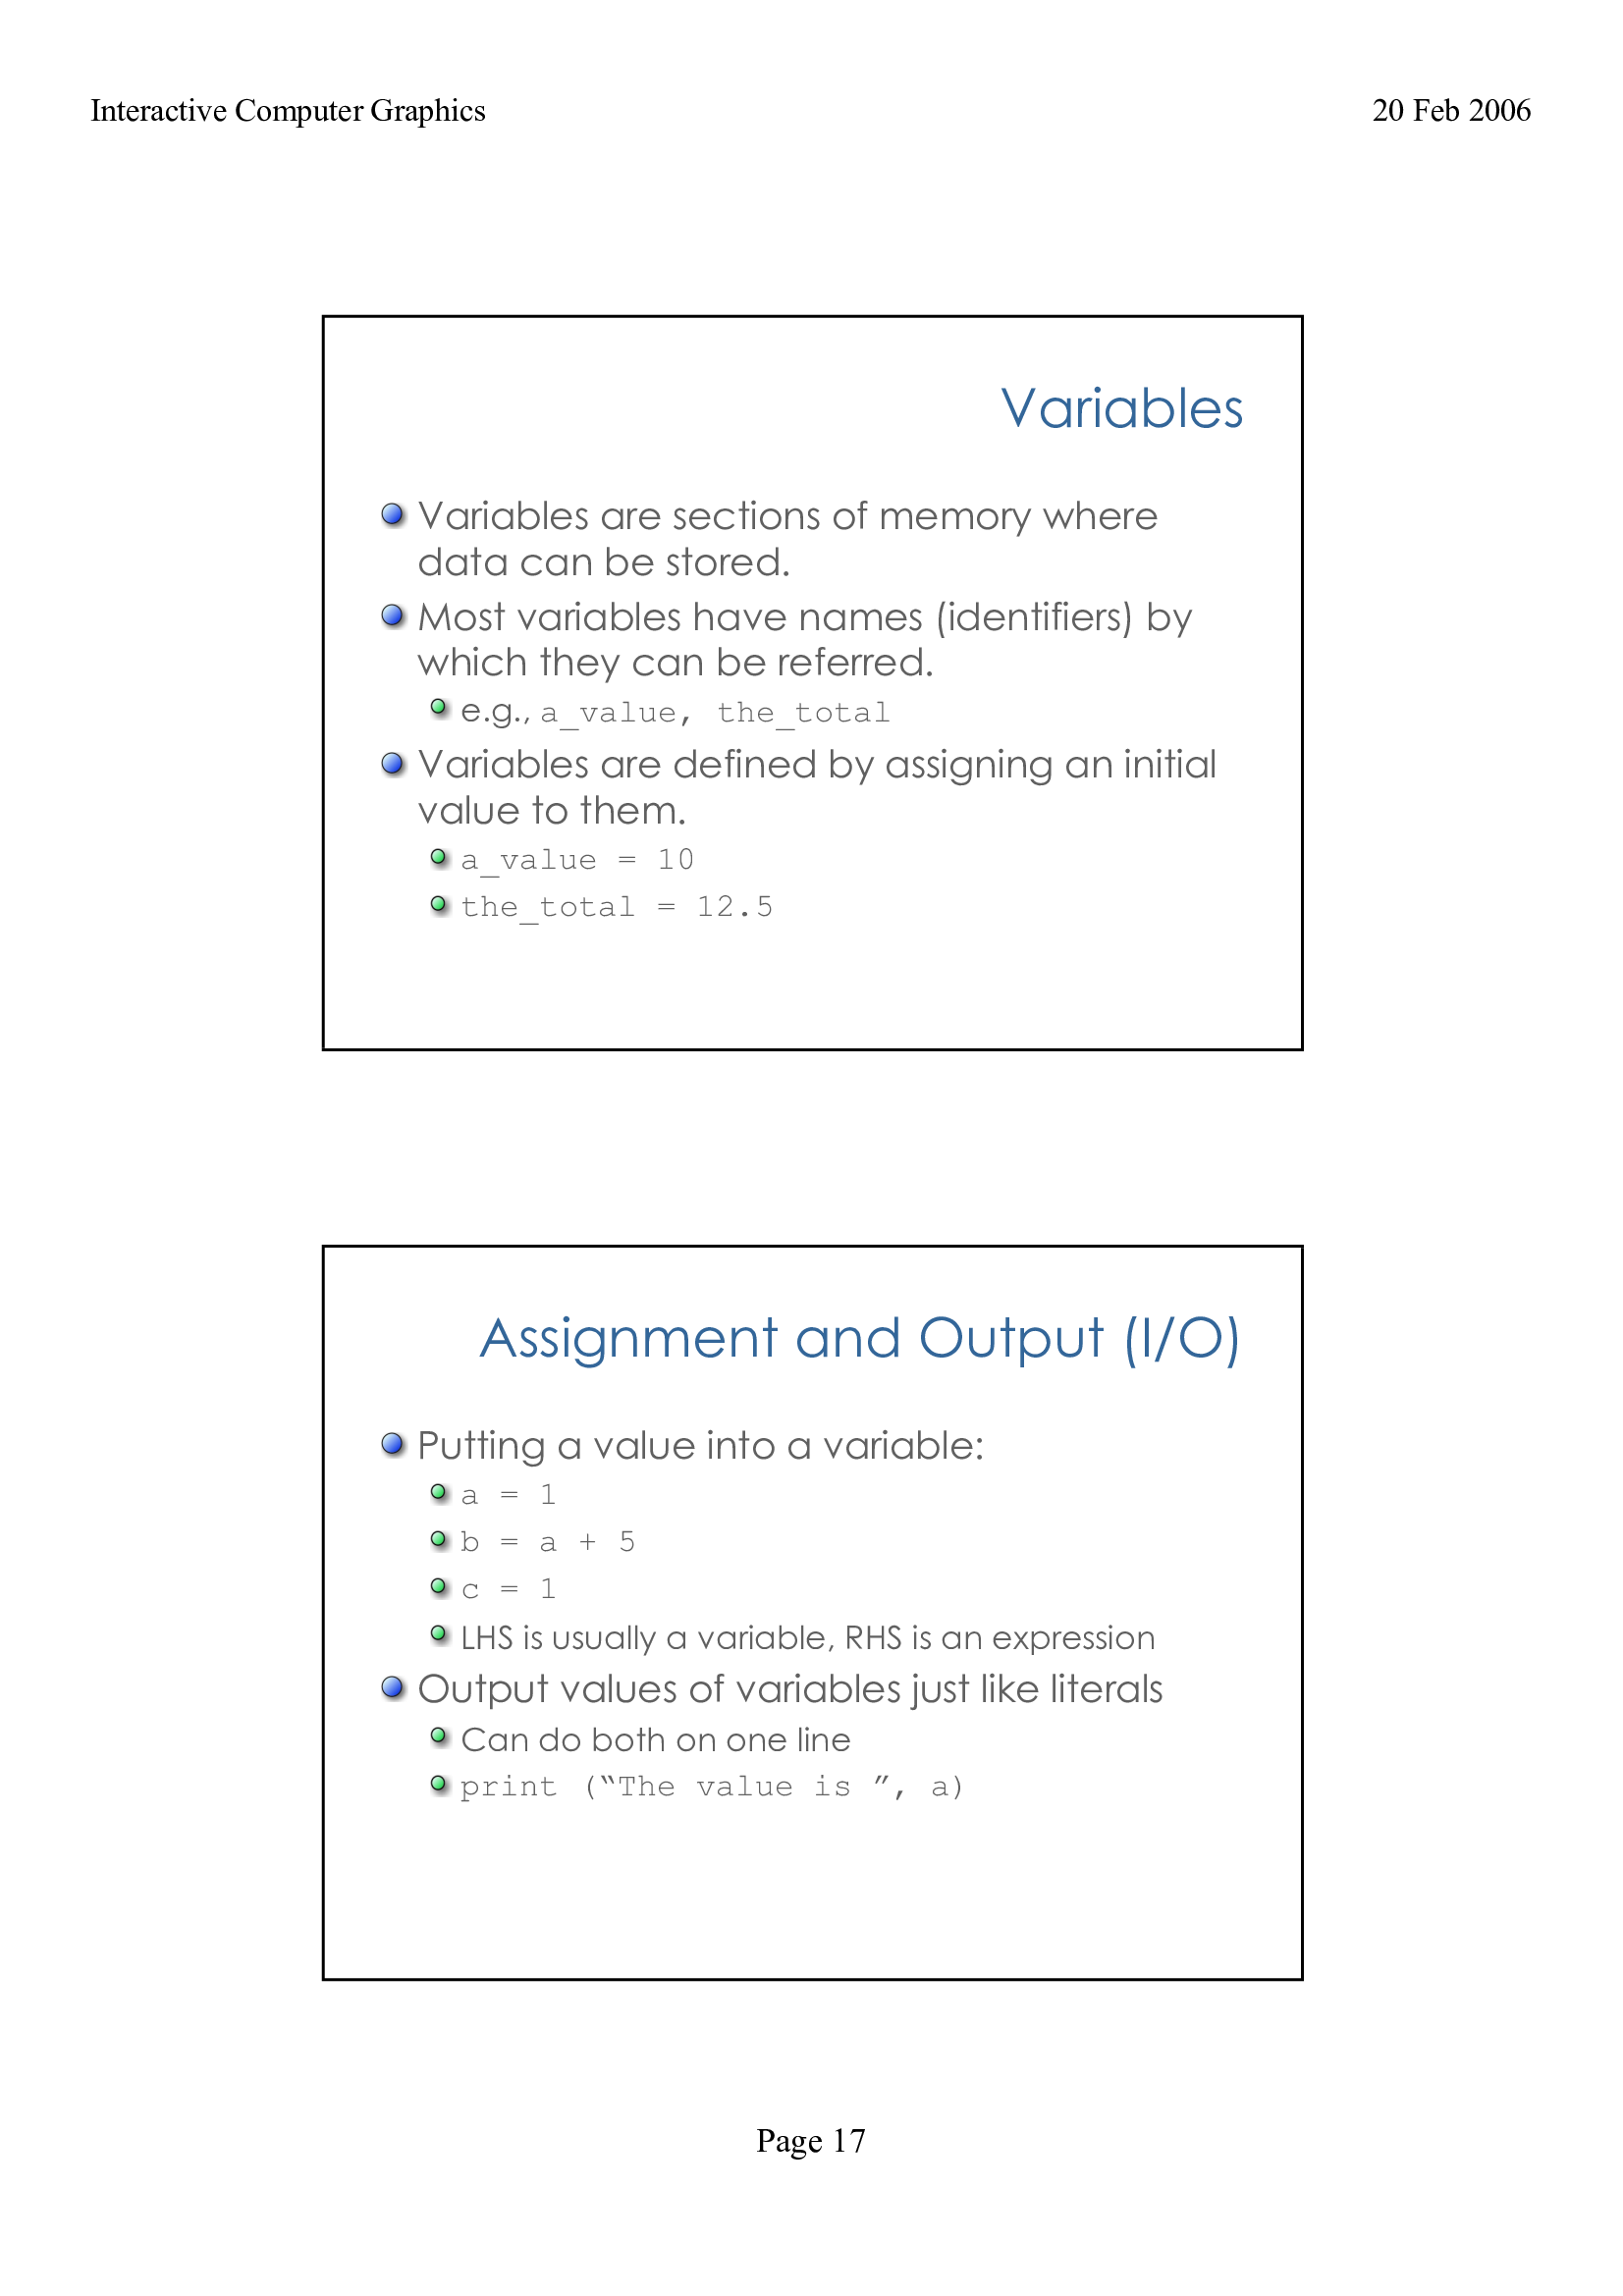 Interactive Computer Graphics 20 Feb 2006
Variables
Variables are sections of memory where
data can be stored.
Most variables have names (identifiers) by
which they can be referred.
e.g., a_value, the_total
Variables are defined by assigning an initial
value to them.
a_value = 10
the_total = 12.5
Assignment and Output (I/O)
Putting a value into a variable:
a = 1
b = a + 5
c = 1
LHS is usually a variable, RHS is an expression
Output values of variables just like literals
Can do both on one line
print (“The value is ”, a)
Page 17